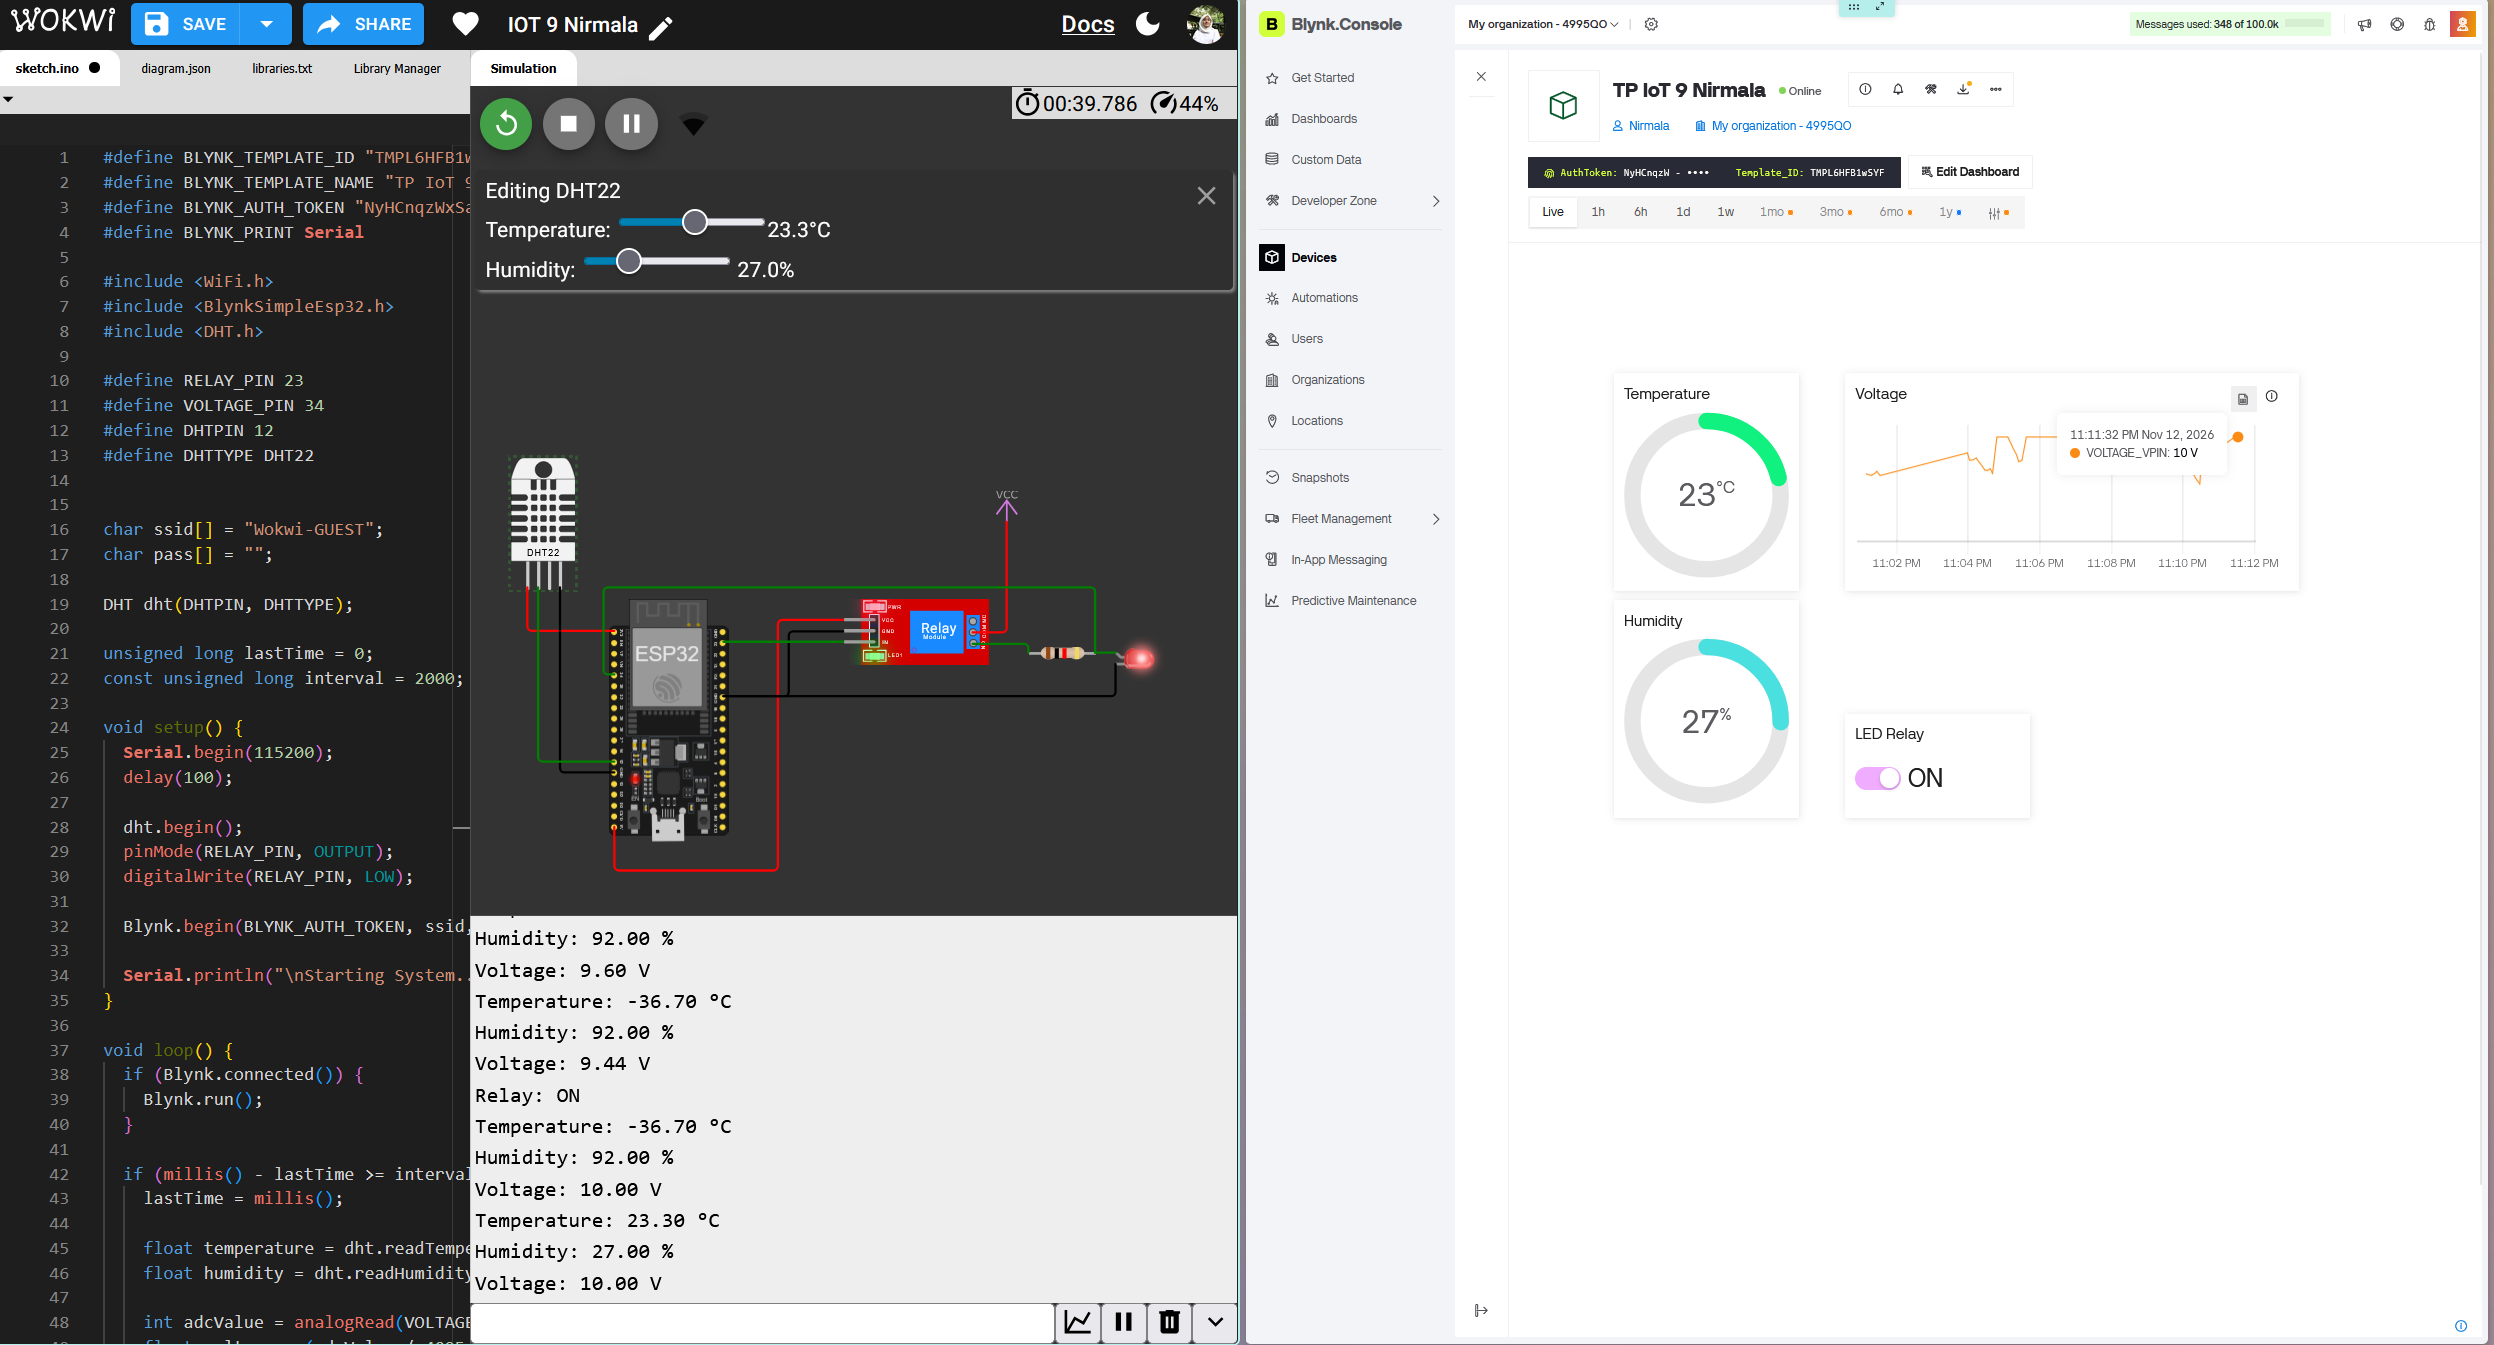 WOKWI
SAVE
SHARE
IOT 9 Nirmala
Docs
sketch.ino
diagram.json
libraries.txt
Library Manager
1 #define BLYNK_TEMPLATE_ID "TMPL6HFB1w
2 #define BLYNK_TEMPLATE_NAME "TP IoT 9
3 #define BLYNK_AUTH_TOKEN "NyHCnqzWxSa
4 #define BLYNK_PRINT Serial
5
6 #include <WiFi.h>
7 #include <BlynkSimpleEsp32.h>
8 #include <DHT.h>
9
10 #define RELAY_PIN 23
11 #define VOLTAGE_PIN 34
12 #define DHTPIN 12
13 #define DHTTYPE DHT22
14
15
16 char ssid[] = "Wokwi-GUEST";
17 char pass[] = "";
18
19 DHT dht(DHTPIN, DHTTYPE);
20
21 unsigned long lastTime = 0;
22 const unsigned long interval = 2000;
23
24 void setup() {
25 Serial.begin(115200);
26 delay(100);
27
28 dht.begin();
29 pinMode(RELAY_PIN, OUTPUT);
30 digitalWrite(RELAY_PIN, LOW);
31
32 Blynk.begin(BLYNK_AUTH_TOKEN, ssid,
33
34 Serial.println("\nStarting System..
35 }
36
37 void loop() {
38 if (Blynk.connected()) {
39 Blynk.run();
40 }
41
42 if (millis() - lastTime >= interval
43 lastTime = millis();
44
45 float temperature = dht.readTempe
46 float humidity = dht.readHumidity
47
48 int adcValue = analogRead(VOLTAGE
Simulation
00:39.786 44%
Editing DHT22
Temperature: 23.3°C
Humidity: 27.0%
DHT22
VCC
ESP32
PWR
VCC
GND
IN
LED1
Relay
Module
Humidity: 92.00 %
Voltage: 9.60 V
Temperature: -36.70 °C
Humidity: 92.00 %
Voltage: 9.44 V
Relay: ON
Temperature: -36.70 °C
Humidity: 92.00 %
Voltage: 10.00 V
Temperature: 23.30 °C
Humidity: 27.00 %
Voltage: 10.00 V
B Blynk.Console
Get Started
Dashboards
Custom Data
Developer Zone
Devices
Automations
Users
Organizations
Locations
Snapshots
Fleet Management
In-App Messaging
Predictive Maintenance
My organization - 4995QO
Messages used: 348 of 100.0k
TP IoT 9 Nirmala
Online
Nirmala
My organization - 4995QO
AuthToken: NyHCnqzW - ••••
Template_ID: TMPL6HFB1wSYF
Edit Dashboard
Live 1h 6h 1d 1w 1mo 3mo 6mo 1y
Temperature
23°C
Voltage
11:11:32 PM Nov 12, 2026
VOLTAGE_VPIN: 10 V
11:02 PM 11:04 PM 11:06 PM 11:08 PM 11:10 PM 11:12 PM
Humidity
27%
LED Relay
ON